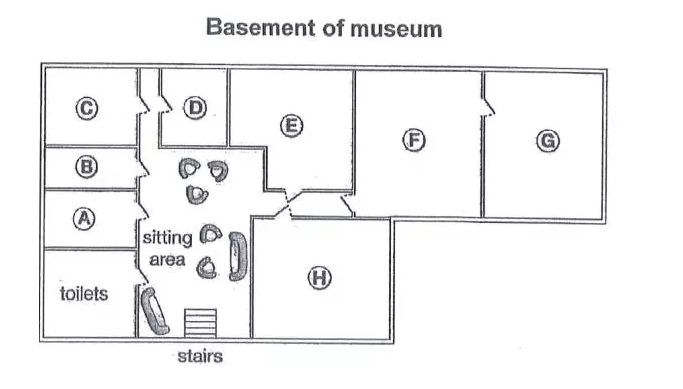 Basement of museum
C
D
E
F
G
B
A
sitting
area
H
toilets
stairs